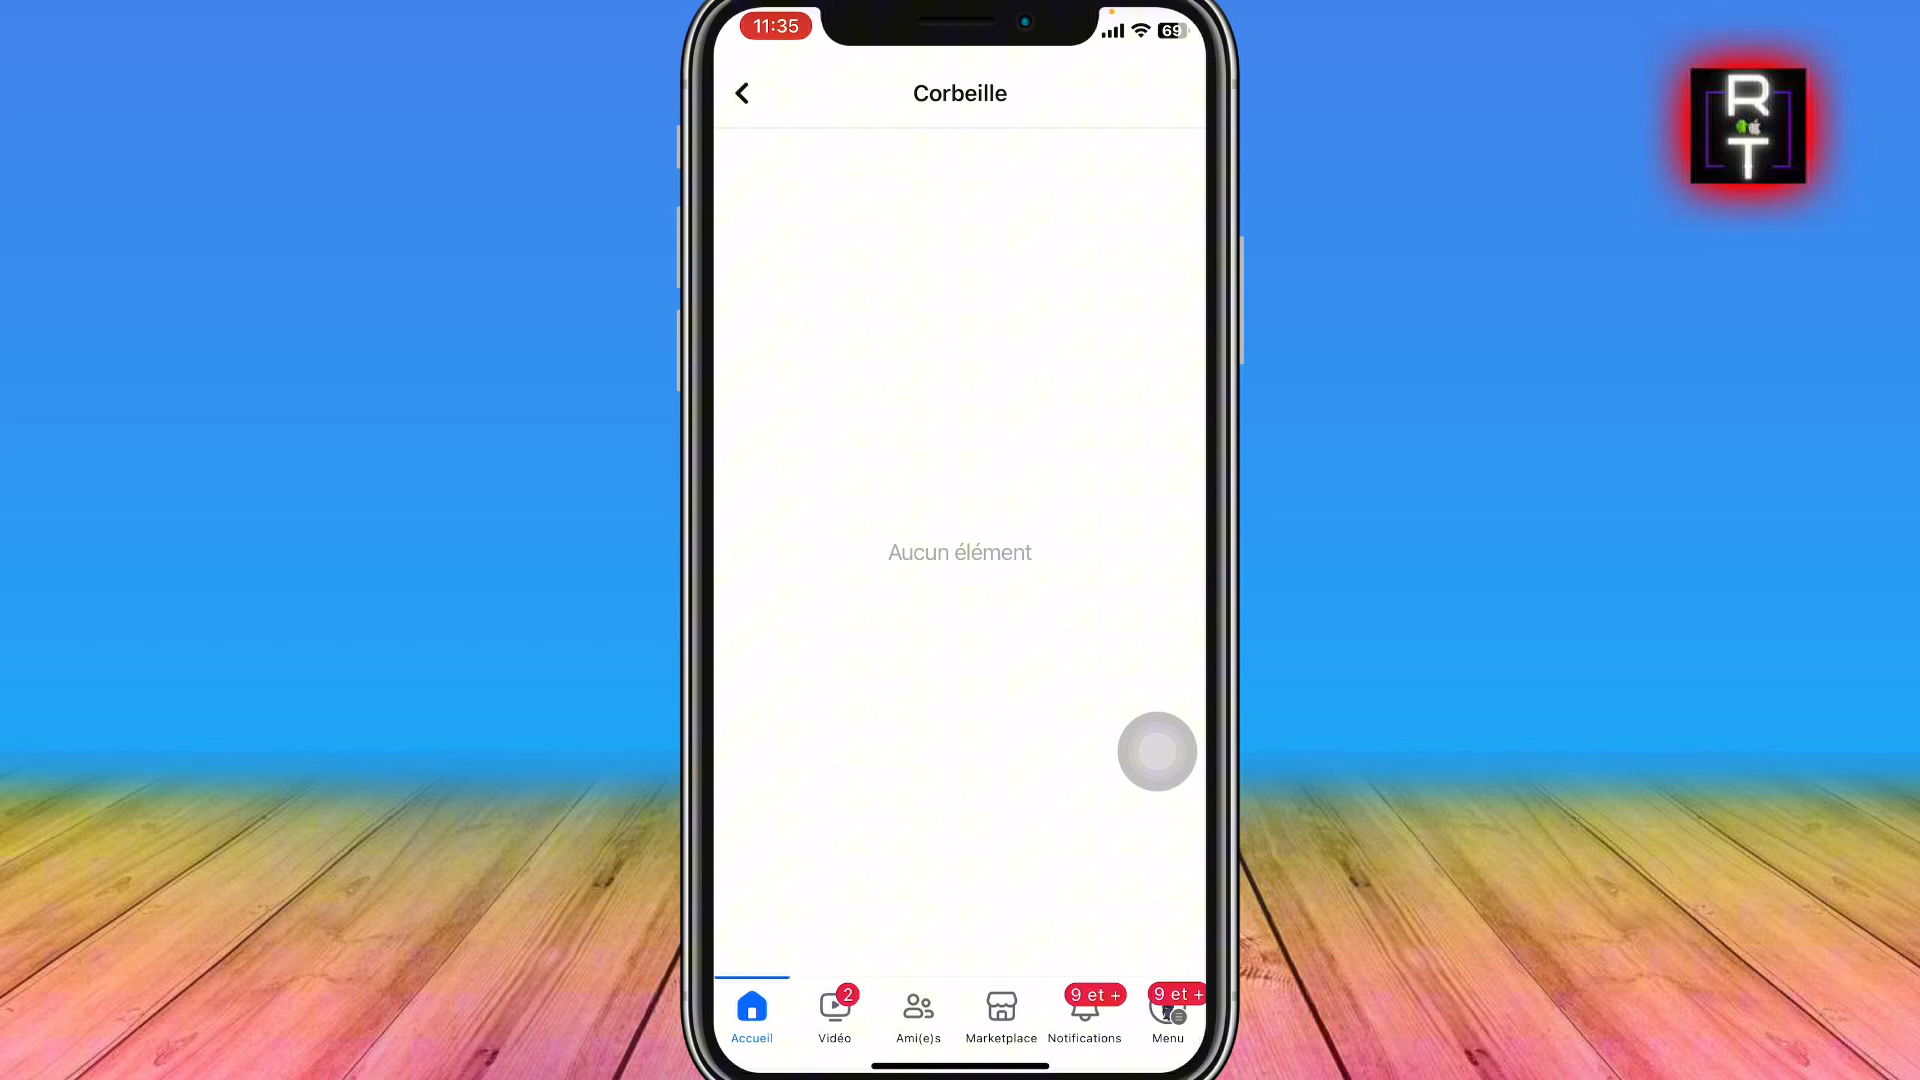 11:35
69
Corbeille
R
T
Aucun élément
2
9 et +
9 et +
Accueil
Vidéo
Ami(e)s
Marketplace
Notifications
Menu